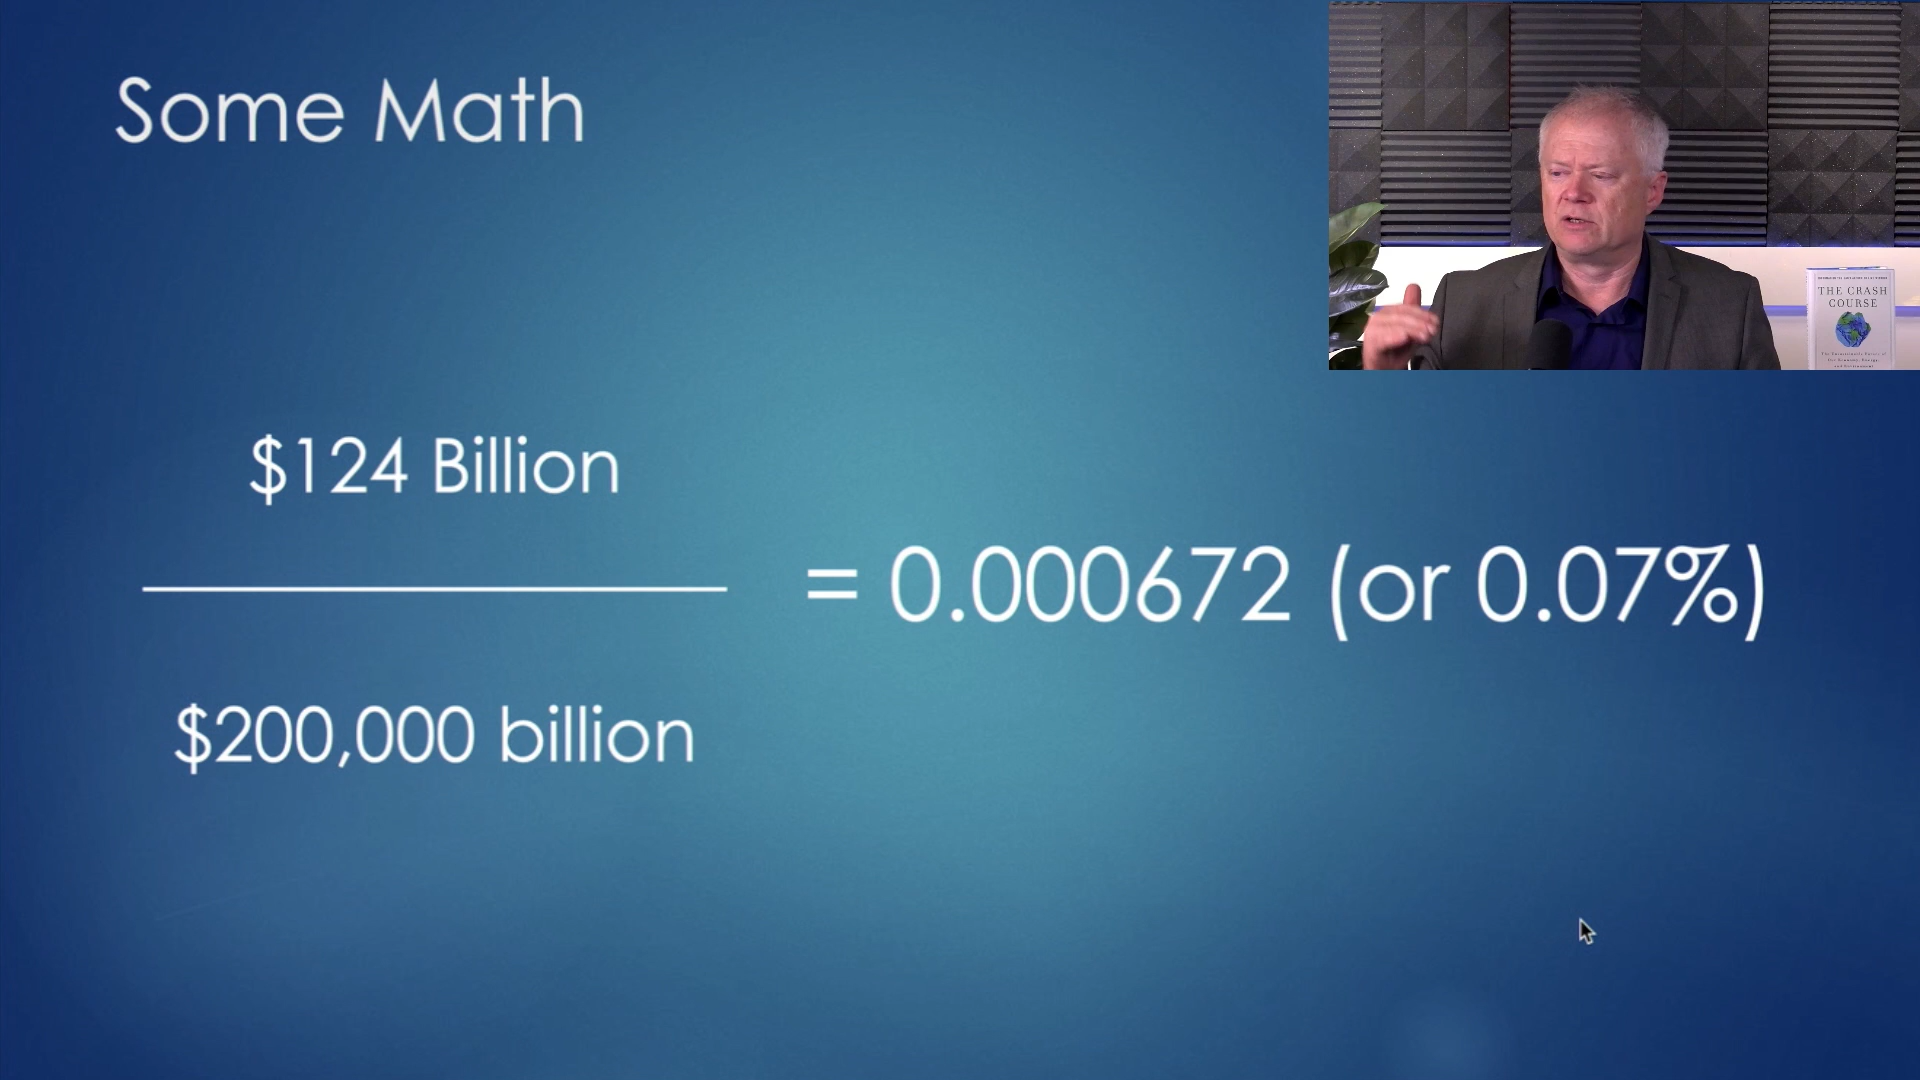 Some Math
$124 Billion
$200,000 billion
= 0.000672 (or 0.07%)
THE CRASH
COURSE